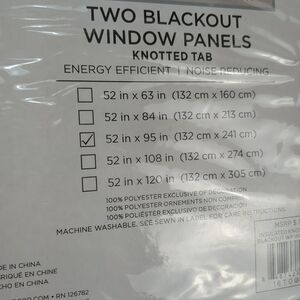 TWO BLACKOUT
WINDOW PANELS
KNOTTED TAB
ENERGY EFFICIENT | NOISE REDUCING
52 in x 63 in (132 cm x 160 cm)
52 in x 84 in (132 cm x 213 cm)
52 in x 95 in (132 cm x 241 cm)
52 in x 108 in (132 cm x 274 cm)
52 in x 120 in (132 cm x 305 cm)
100% POLYESTER EXCLUSIVE OF DECORATION
100% POLYESTER ORNEMENTS NON COMPRIS
100% POLIÉSTER EXCLUSIVO DE DECORACIÓN
MACHINE WASHABLE. SEE SEWN IN LABEL FOR CARE INSTRUCTIONS.
DE IN CHINA
RIQUÉ EN CHINE
CHO EN CHINA
.COM • RN 126782
MSRP $
BLACKOUT W/P